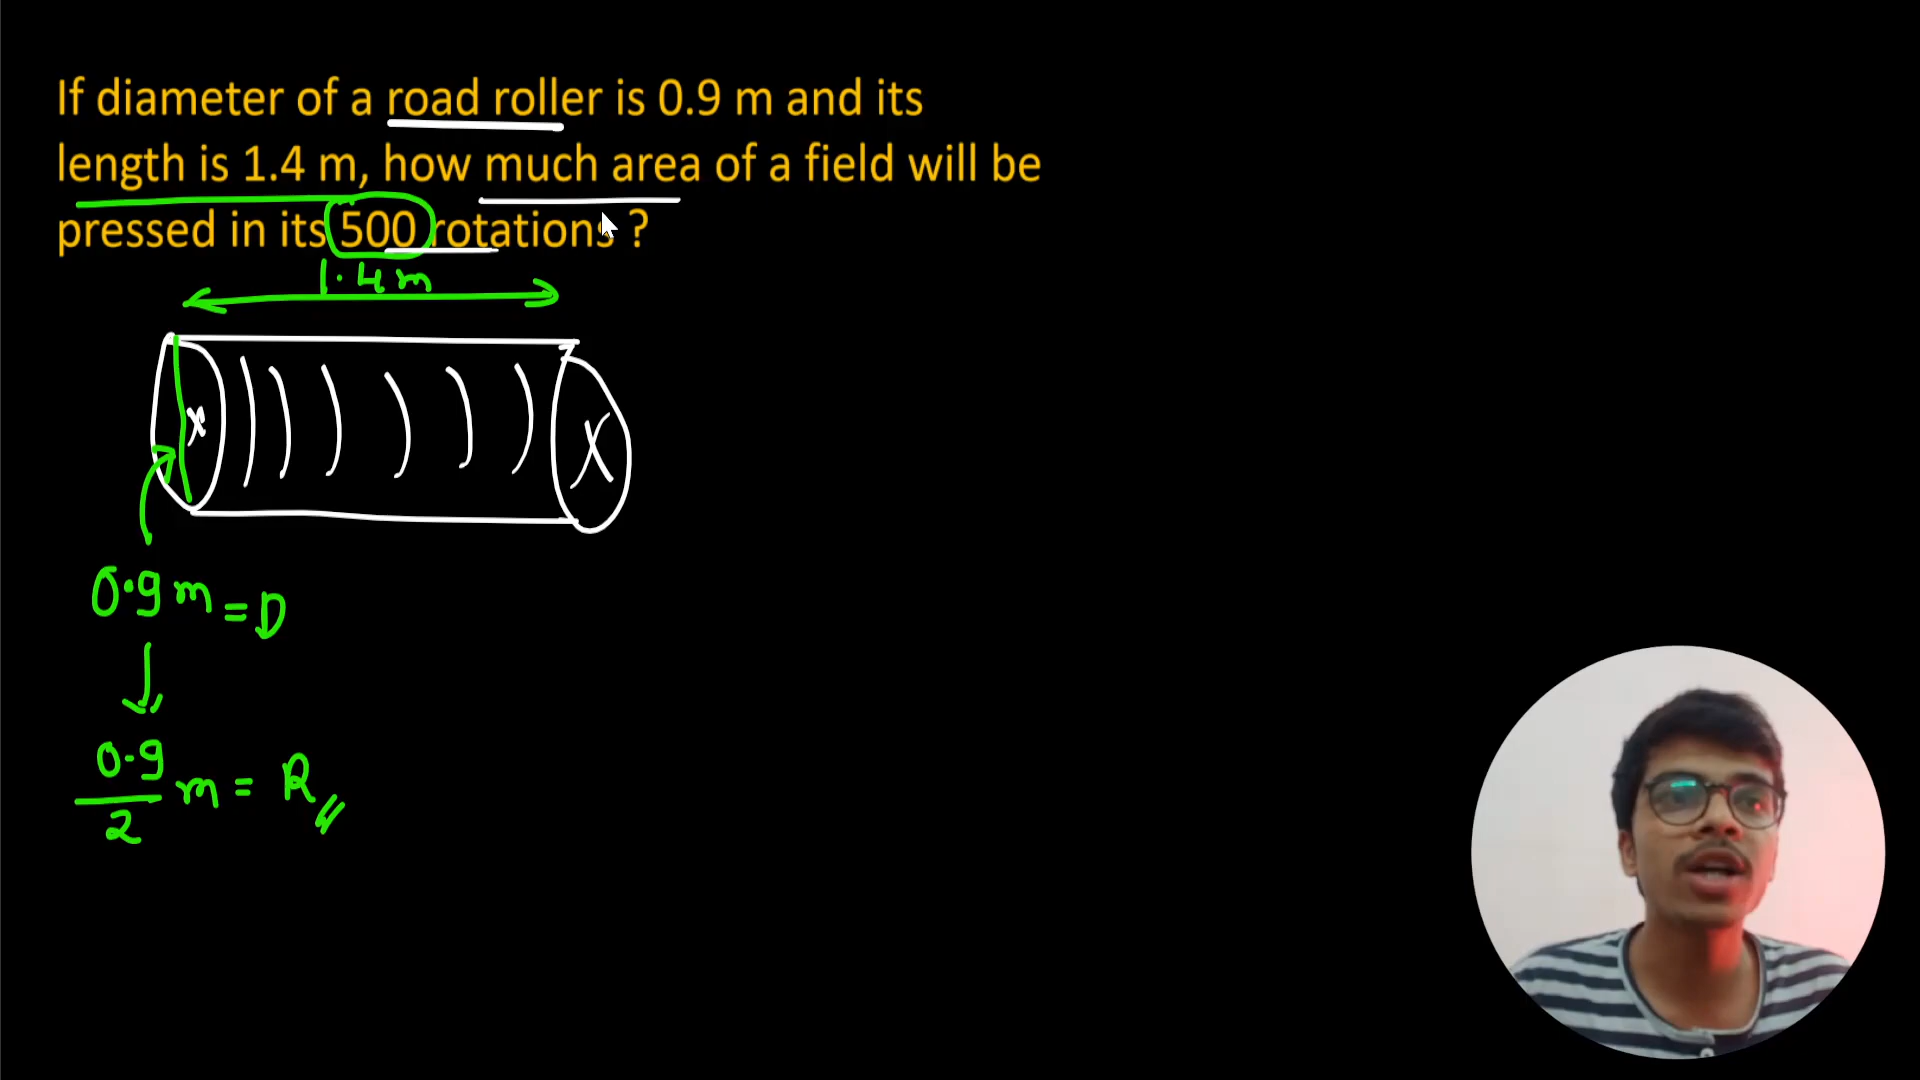 If diameter of a road roller is 0.9 m and its
length is 1.4 m, how much area of a field will be
pressed in its 500 rotations ?
1.4 m
x
X
0.9 m = D
0.9
2
m = R